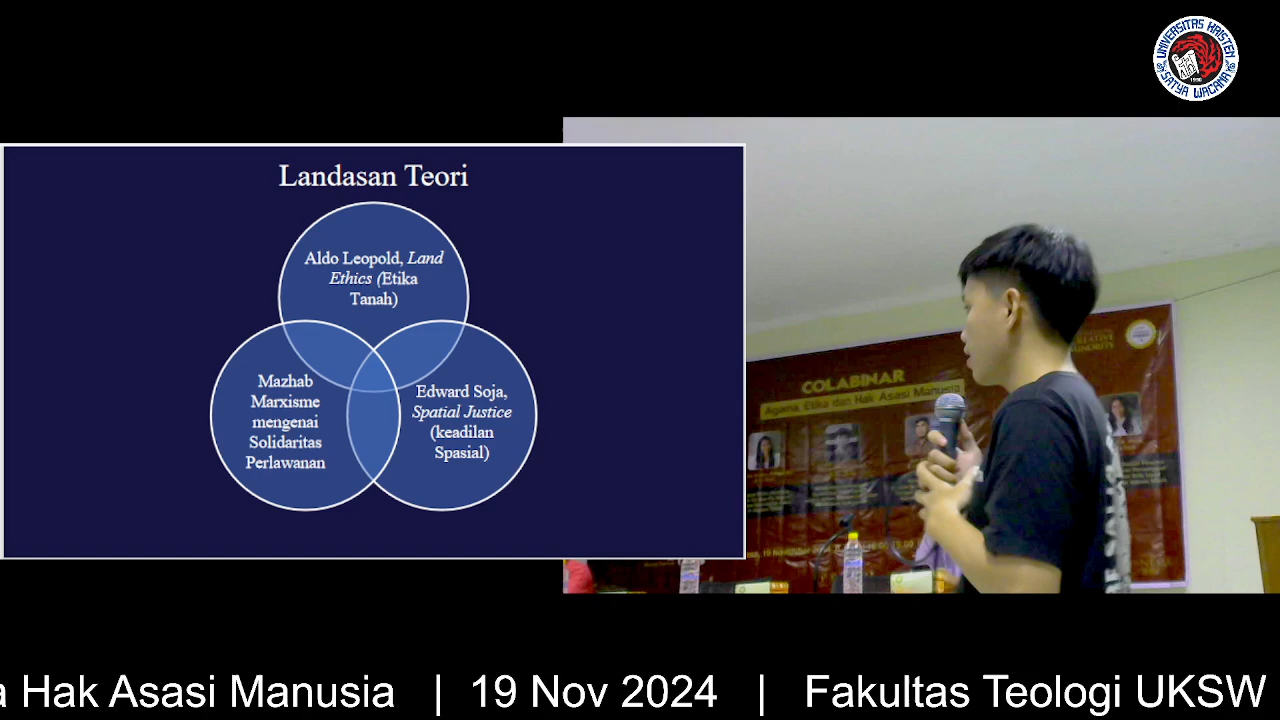 UNIVERSITAS KRISTEN
SATYA WACANA
Landasan Teori
Aldo Leopold, Land
Ethics (Etika
Tanah)
Mazhab
Marxisme
mengenai
Solidaritas
Perlawanan
Edward Soja,
Spatial Justice
(keadilan
Spasial)
COLABINAR
Agama, Etika dan Hak Asasi Manusia
a Hak Asasi Manusia | 19 Nov 2024 | Fakultas Teologi UKSW